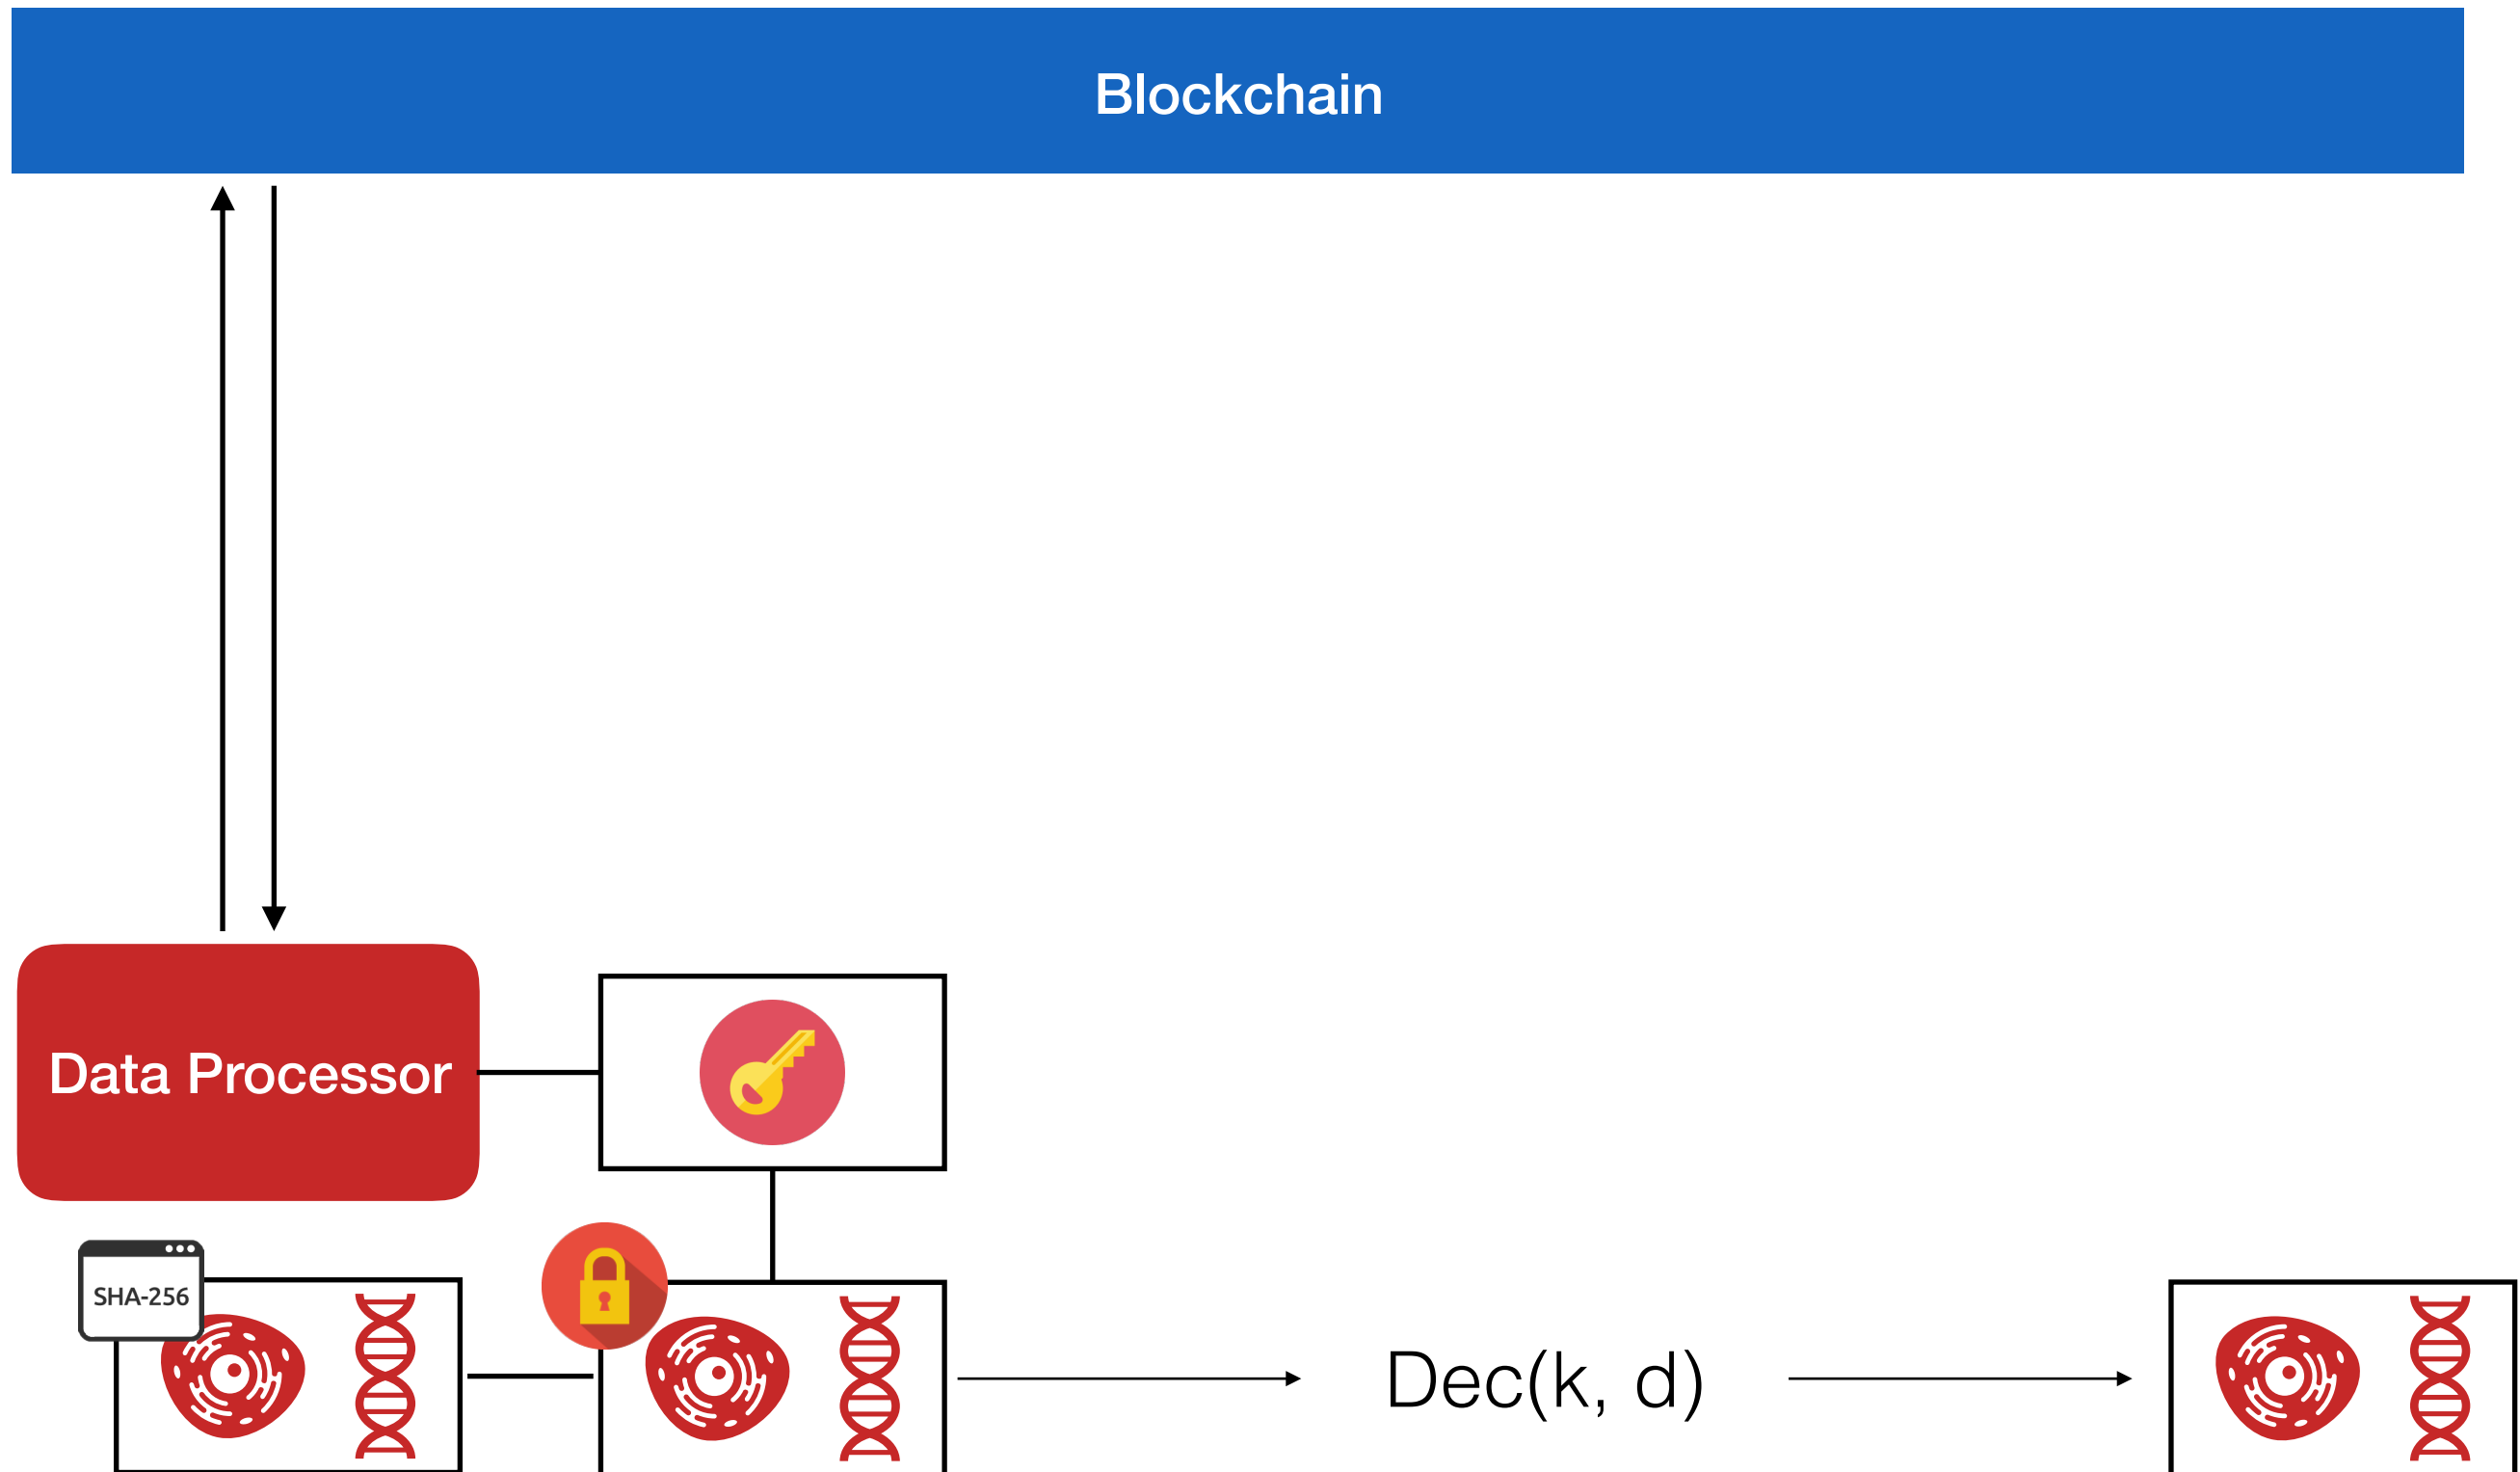 Blockchain
Data Processor
SHA-256
Dec(k, d)